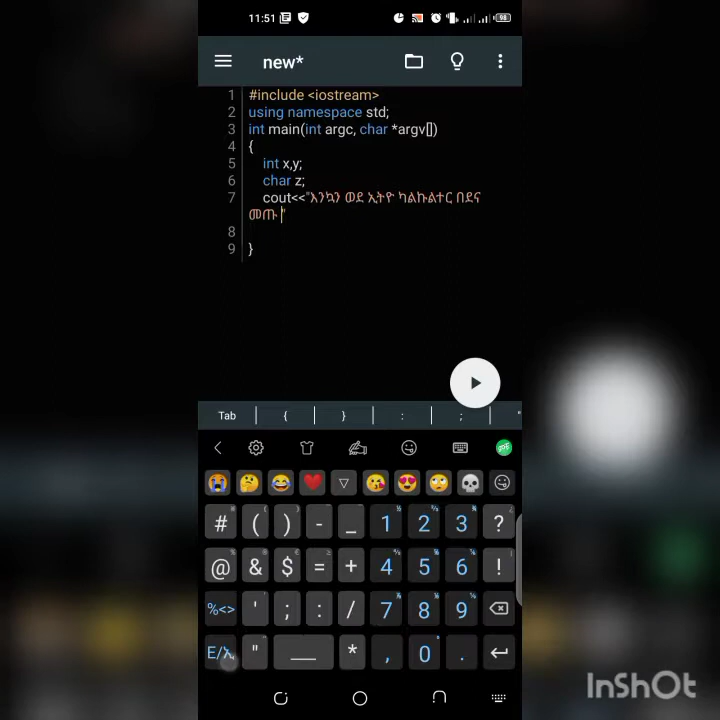 11:51
98
new*
1 #include <iostream>
2 using namespace std;
3 int main(int argc, char *argv[])
4 {
5 int x,y;
6 char z;
7 cout<<"እንኳን ወደ ኢትዮ ካልኩልተር በደና
መጡ "
8
9 }
Tab { } : ; "
# ( ) - _ 1 2 3 ?
@ & $ = + 4 5 6 !
%<> ' ; : / 7 8 9
E/ኢ " * , 0 .
InShOt